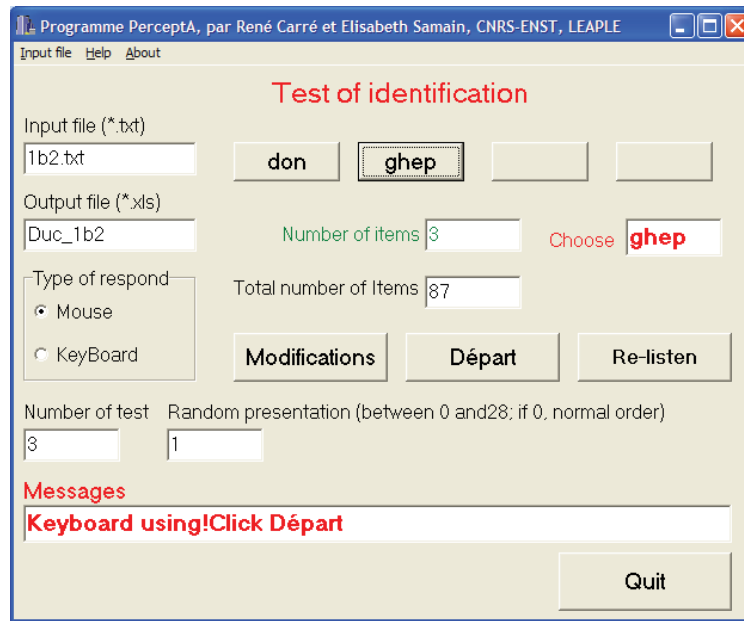 Programme PerceptA, par René Carré et Elisabeth Samain, CNRS-ENST, LEAPLE
Input file Help About
Test of identification
Input file (*.txt)
1b2.txt
don ghep
Output file (*.xls)
Duc_1b2
Number of items 3
Choose ghep
Type of respond
Mouse
KeyBoard
Total number of Items 87
Modifications Départ Re-listen
Number of test Random presentation (between 0 and28; if 0, normal order)
3 1
Messages
Keyboard using!Click Départ
Quit